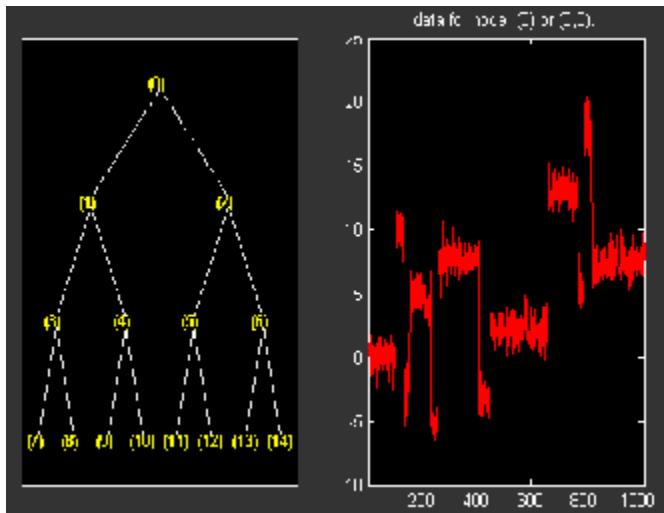 data for node: (0) or (0,0).
(0)
(1) (2)
(3) (4) (5) (6)
(7) (8) (9) (10) (11) (12) (13) (14)
25
20
15
10
5
0
-5
-10
200 400 600 800 1000